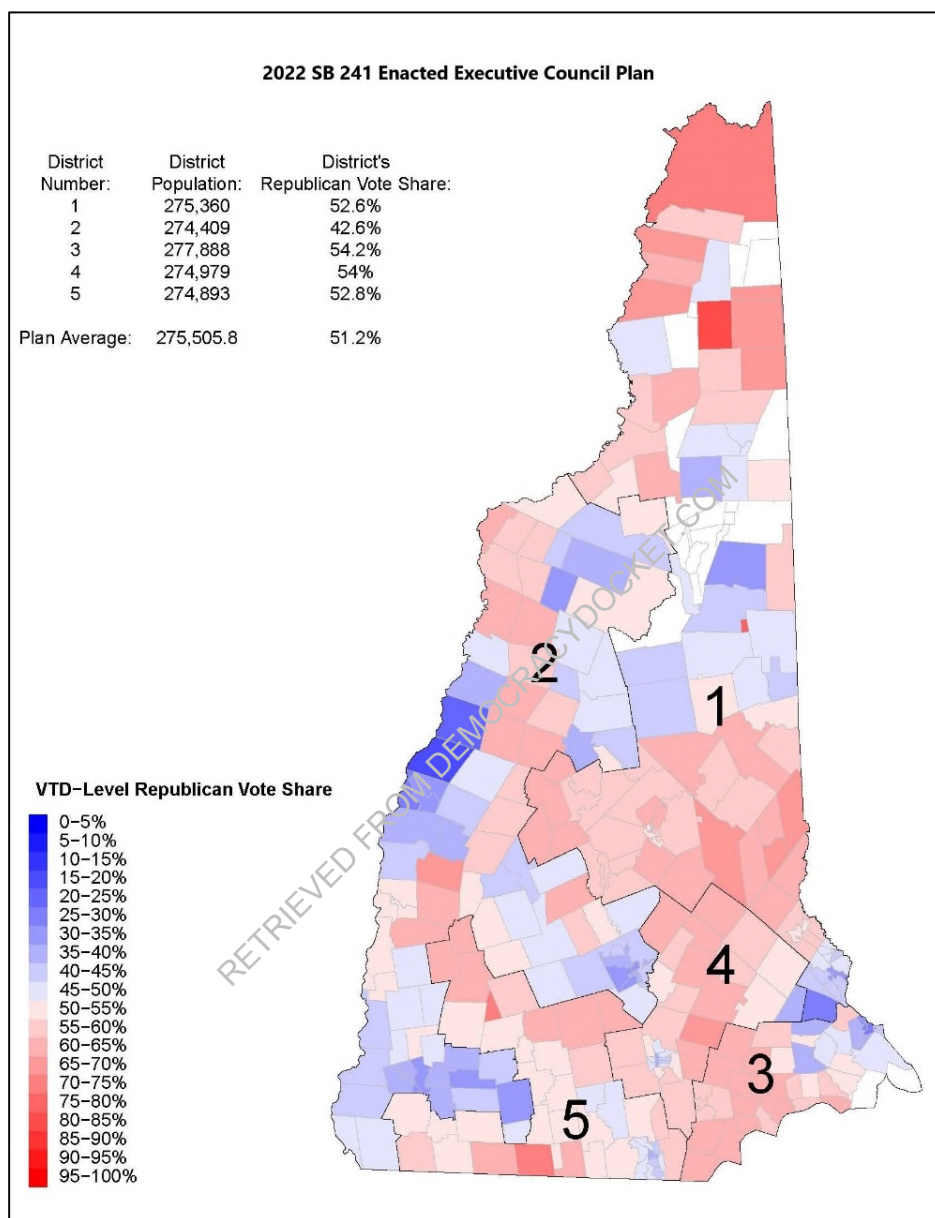 2022 SB 241 Enacted Executive Council Plan
District Number: District Population: District's Republican Vote Share:
1 275,360 52.6%
2 274,409 42.6%
3 277,888 54.2%
4 274,979 54%
5 274,893 52.8%
Plan Average: 275,505.8 51.2%
2
1
VTD-Level Republican Vote Share
0-5%
5-10%
10-15%
15-20%
20-25%
25-30%
30-35%
35-40%
40-45%
45-50%
50-55%
55-60%
60-65%
65-70%
70-75%
75-80%
80-85%
85-90%
90-95%
95-100%
4
3
5
RETRIEVED FROM DEMOCRACYDOCKET.COM